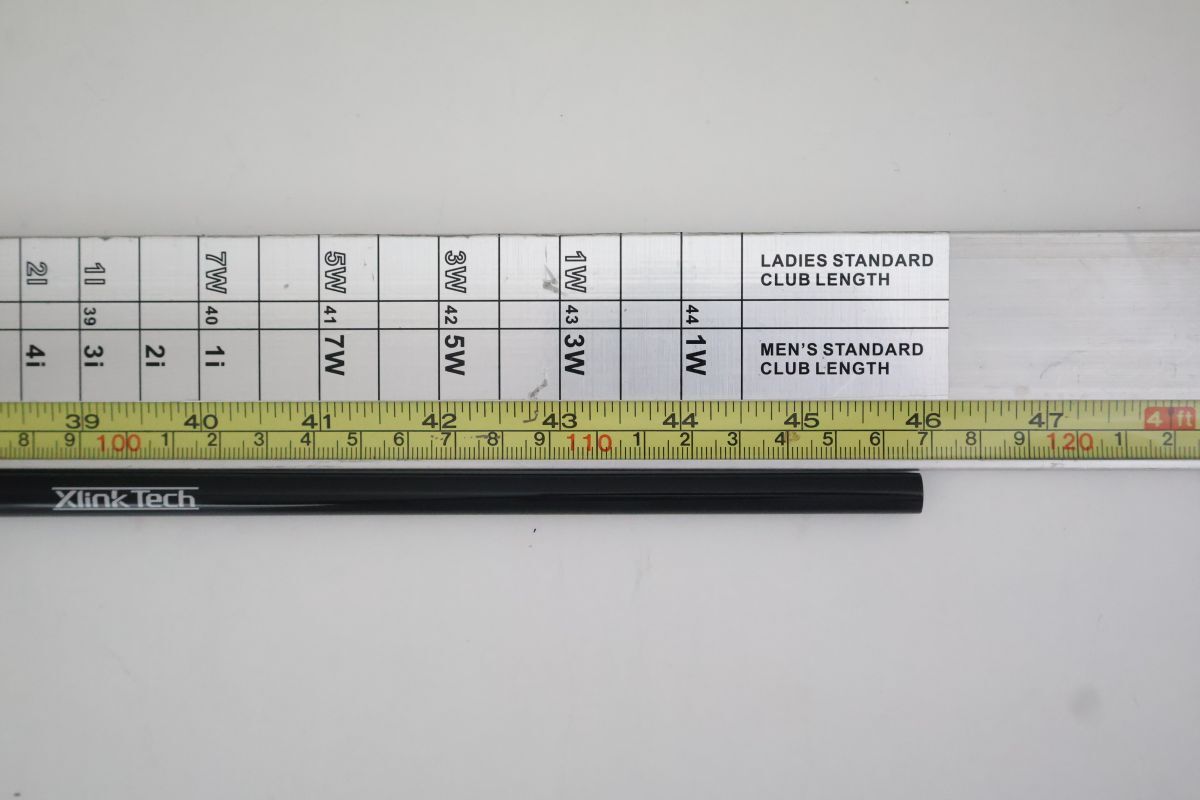 2I 1I 7W 5W 3W 1W LADIES STANDARD
CLUB LENGTH
39 40 41 42 43 44
4i 3i 2i 1i 7W 5W 3W 1W MEN'S STANDARD
CLUB LENGTH
39 40 41 42 43 44 45 46 47 4 ft
8 9 100 1 2 3 4 5 6 7 8 9 110 1 2 3 4 5 6 7 8 9 120 1 2
Xlink Tech